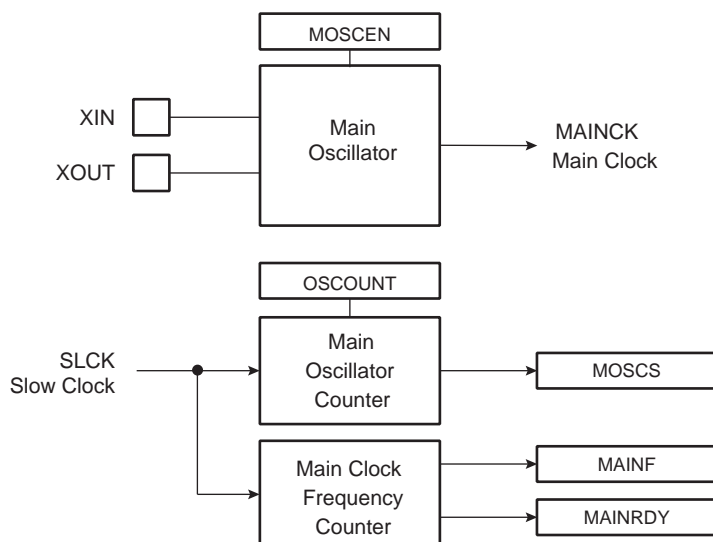 MOSCEN
XIN
XOUT
Main
Oscillator
MAINCK
Main Clock
OSCOUNT
SLCK
Slow Clock
Main
Oscillator
Counter
MOSCS
Main Clock
Frequency
Counter
MAINF
MAINRDY